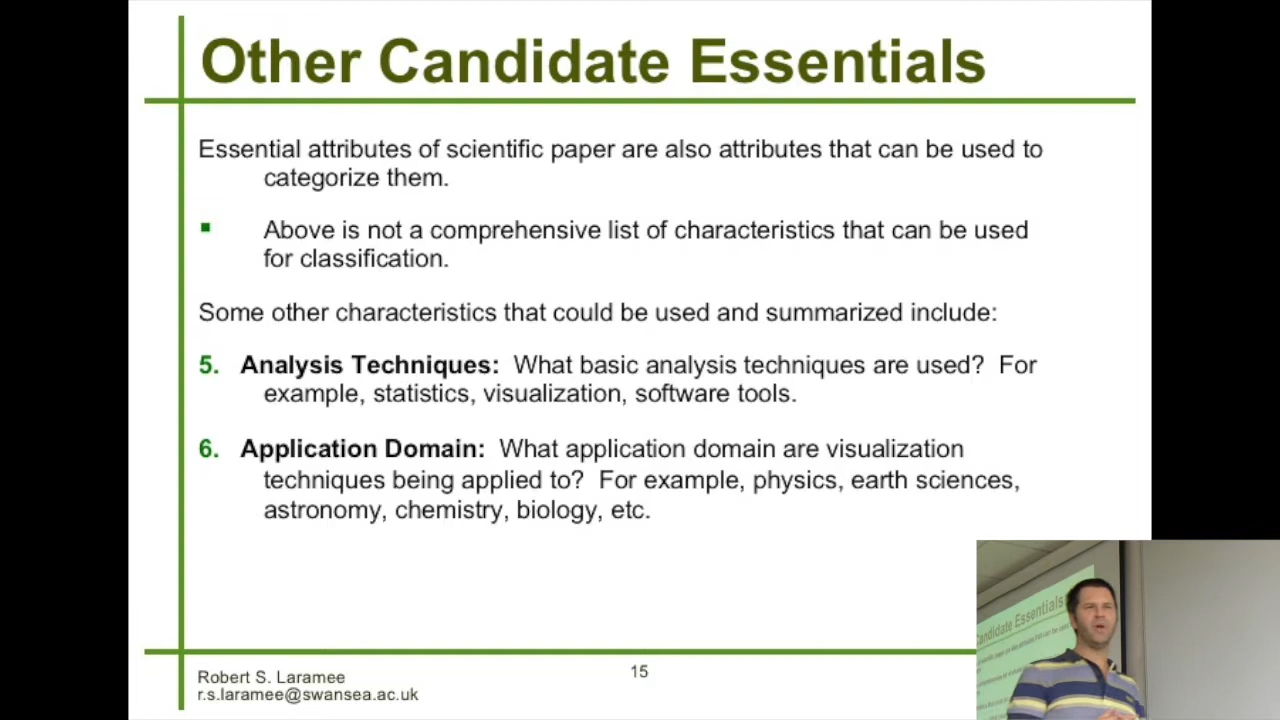 Other Candidate Essentials
Essential attributes of scientific paper are also attributes that can be used to
categorize them.
▪ Above is not a comprehensive list of characteristics that can be used
for classification.
Some other characteristics that could be used and summarized include:
5. Analysis Techniques: What basic analysis techniques are used? For
example, statistics, visualization, software tools.
6. Application Domain: What application domain are visualization
techniques being applied to? For example, physics, earth sciences,
astronomy, chemistry, biology, etc.
Robert S. Laramee
r.s.laramee@swansea.ac.uk
15
Candidate Essentials